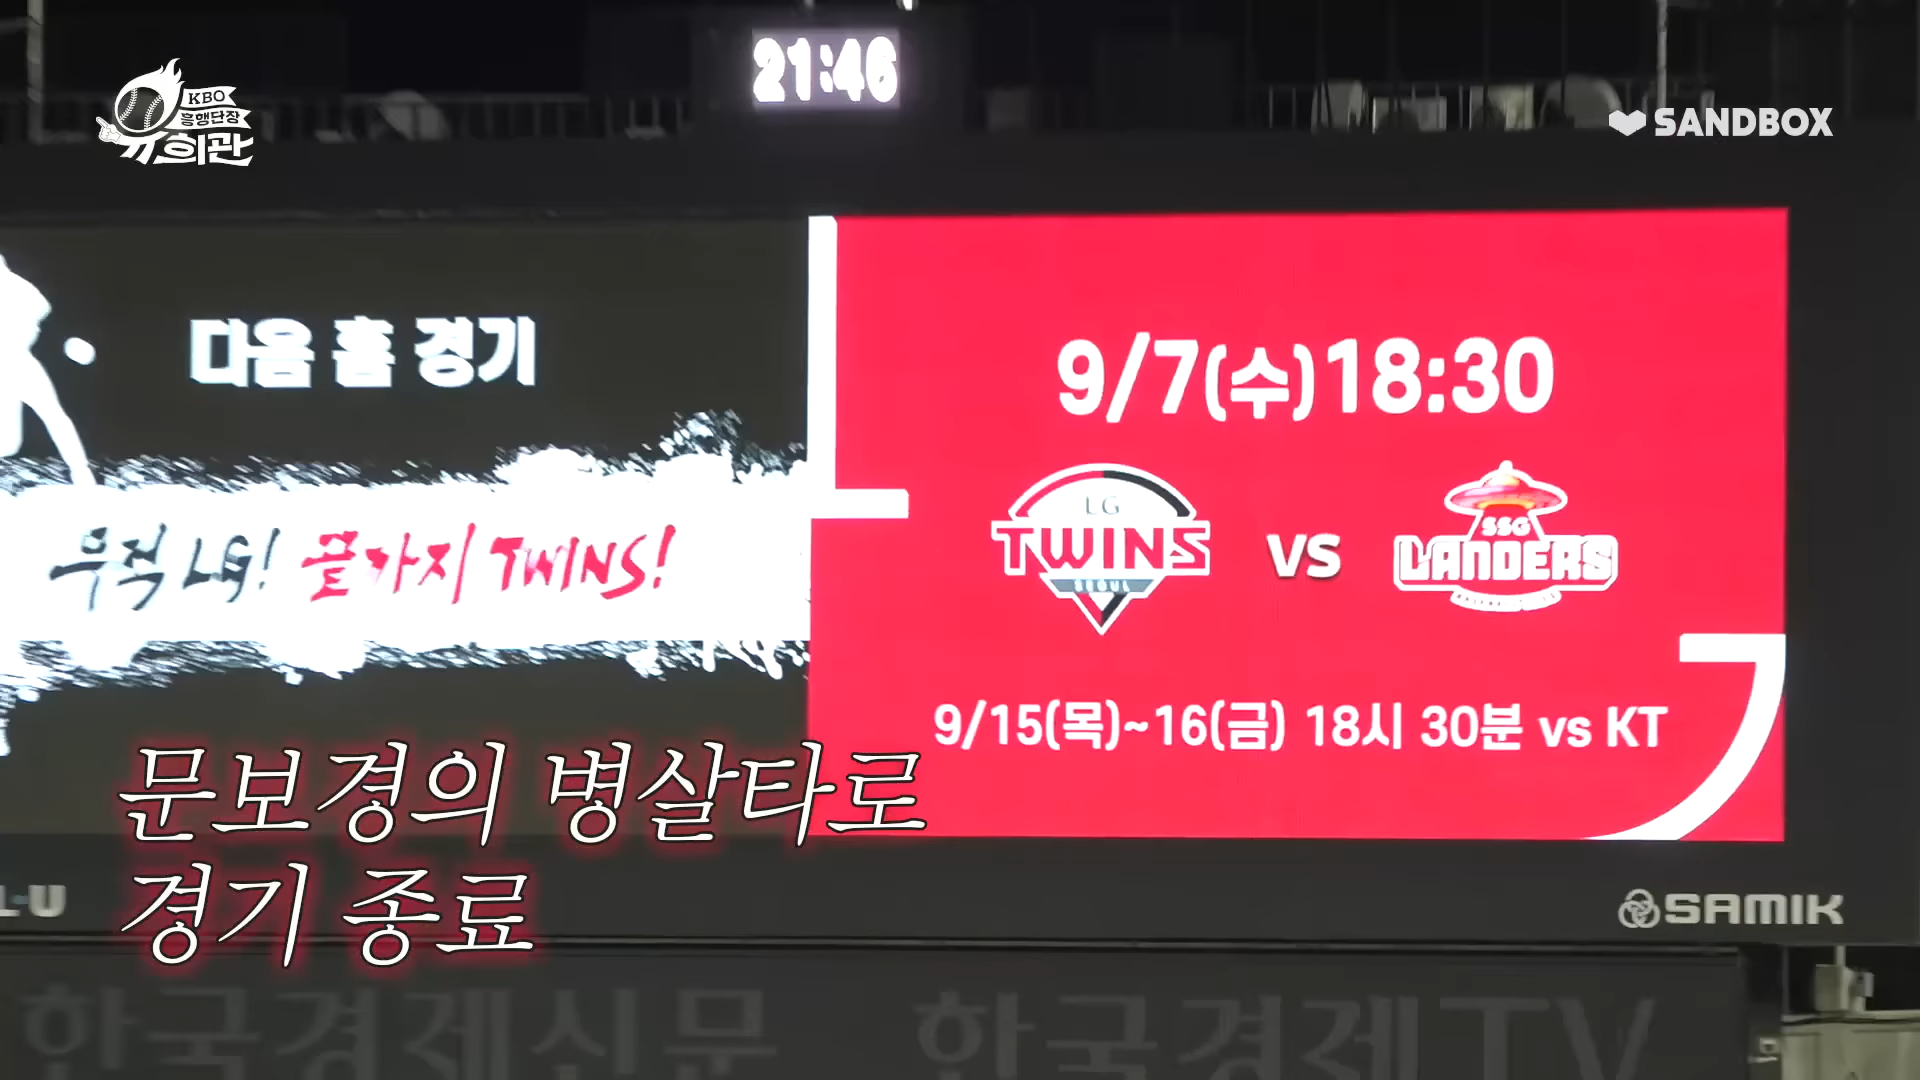 21:46
KBO
흥행단장
유희관
SANDBOX
다음 홈 경기
무적 LG! 끝까지 TWINS!
9/7(수)18:30
LG
TWINS
SEOUL
VS
SSG
LANDERS
9/15(목)~16(금) 18시 30분 vs KT
문보경의 병살타로
경기 종료
SAMIK
한국경제신문
한국경제TV